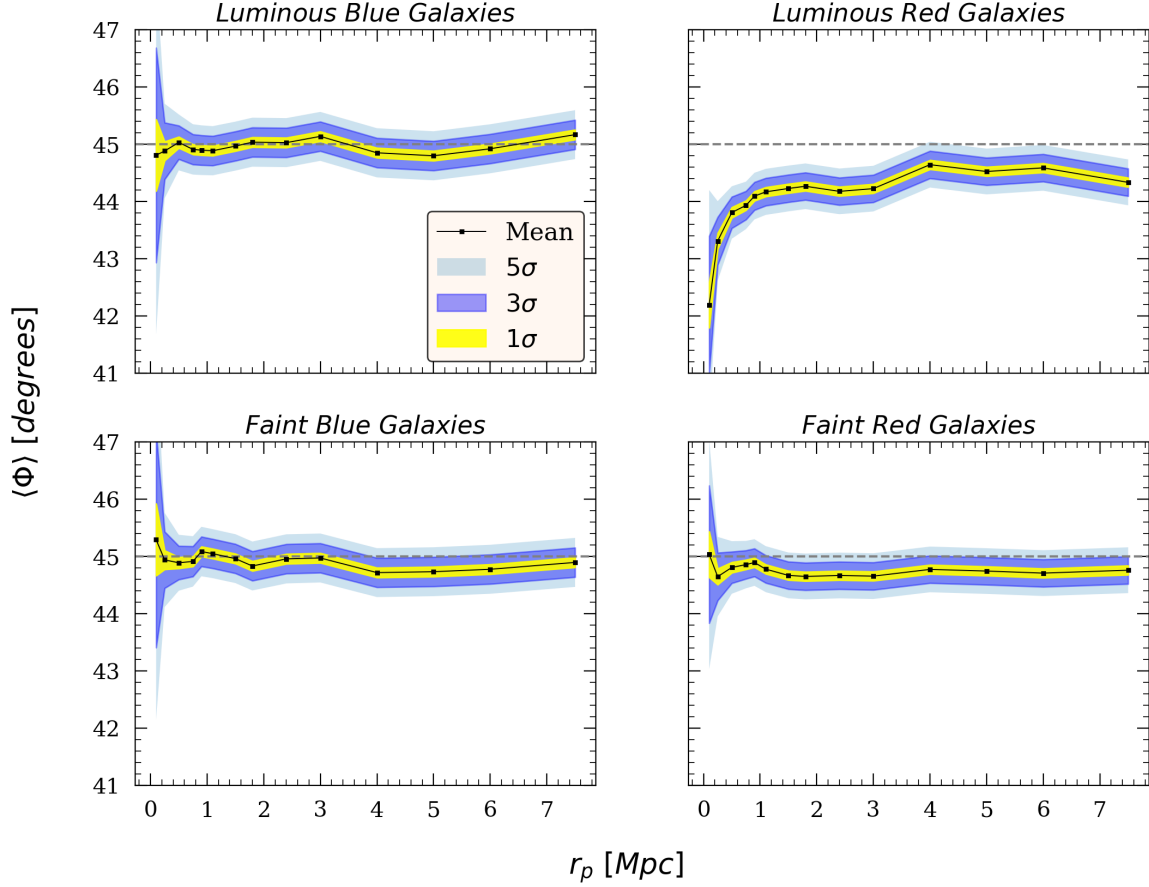 Luminous Blue Galaxies
Luminous Red Galaxies
47
46
45
44
43
42
41
Mean
5σ
3σ
1σ
Faint Blue Galaxies
Faint Red Galaxies
47
46
45
44
43
42
41
0 1 2 3 4 5 6 7
0 1 2 3 4 5 6 7
⟨Φ⟩ [degrees]
r_p [Mpc]